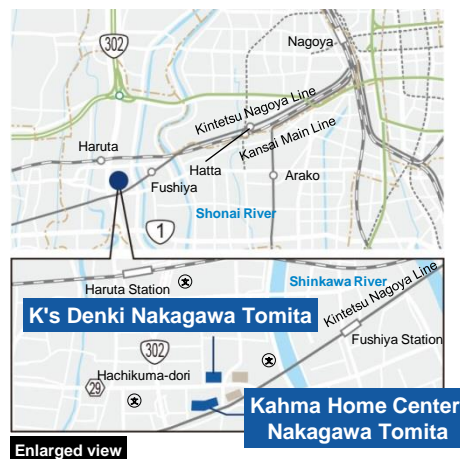 302
Nagoya
Kintetsu Nagoya Line
Kansai Main Line
Haruta
Hatta
Fushiya
Arako
Shonai River
1
Haruta Station
Shinkawa River
Kintetsu Nagoya Line
K's Denki Nakagawa Tomita
Fushiya Station
302
Hachikuma-dori
29
Kahma Home Center
Nakagawa Tomita
Enlarged view